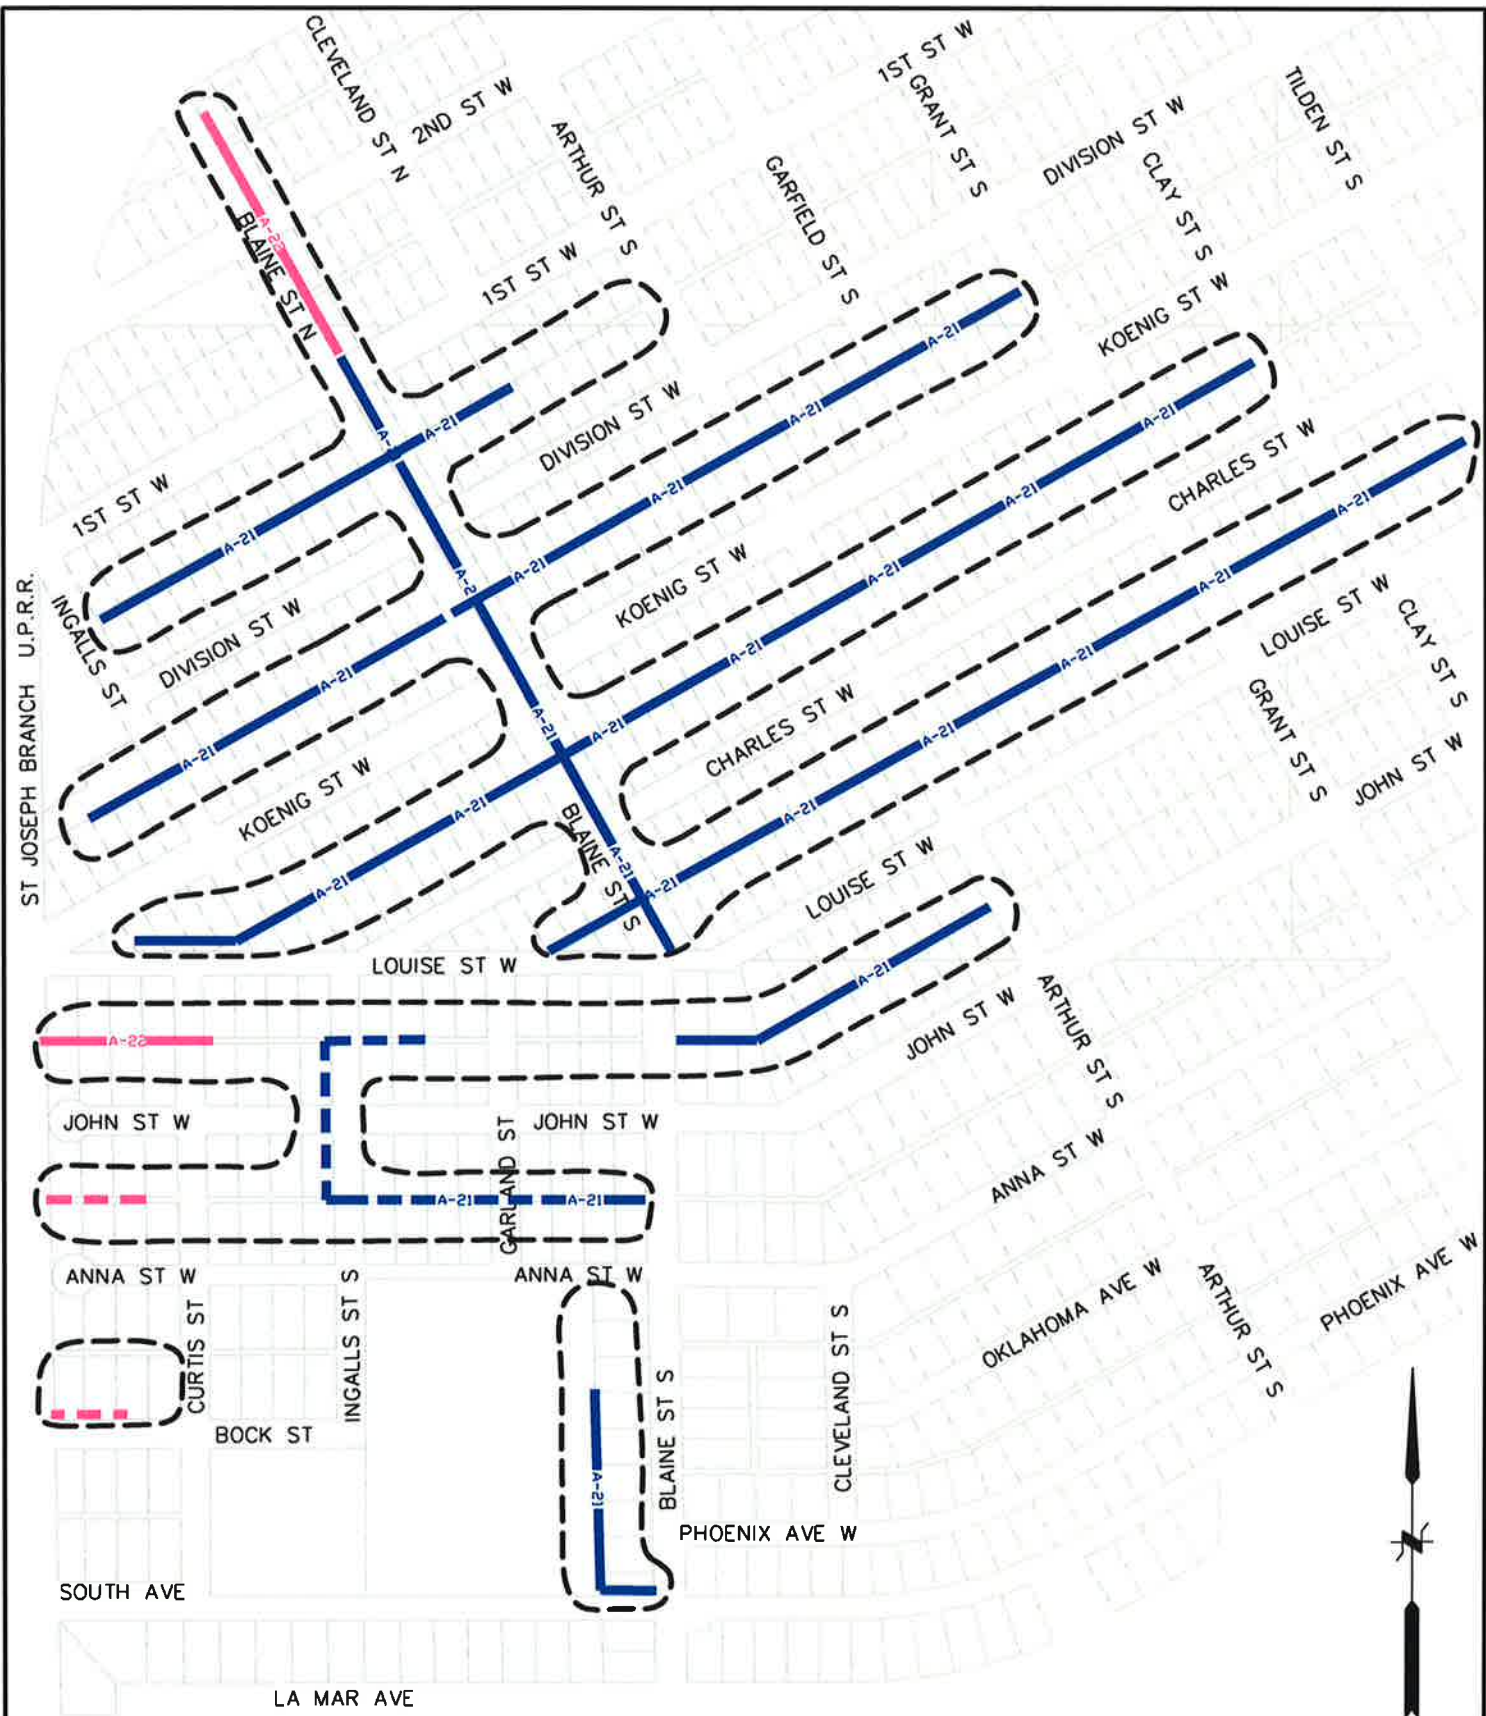 CLEVELAND ST N
2ND ST W
1ST ST W
GRANT ST S
TILDEN ST S
DIVISION ST W
ARTHUR ST S
GARFIELD ST S
CLAY ST S
A-22
BLAINE ST N
1ST ST W
KOENIG ST W
A-21
DIVISION ST W
A-21
A-21
A-21
A-21
CHARLES ST W
1ST ST W
A-21
A-21
A-21
A-21
ST JOSEPH BRANCH U.P.R.R.
INGALLS ST
A-2
A-21
KOENIG ST W
A-21
A-21
LOUISE ST W
CLAY ST S
DIVISION ST W
A-21
A-21
A-21
GRANT ST S
CHARLES ST W
A-21
A-21
A-21
JOHN ST W
KOENIG ST W
A-21
A-21
BLAINE ST S
A-21
A-21
A-21
LOUISE ST W
LOUISE ST W
A-21
ARTHUR ST S
JOHN ST W
A-22
JOHN ST W
GARLAND ST
JOHN ST W
ANNA ST W
A-21
A-21
ANNA ST W
ANNA ST W
CURTIS ST
INGALLS ST S
CLEVELAND ST S
OKLAHOMA AVE W
ARTHUR ST S
PHOENIX AVE W
BLAINE ST S
BOCK ST
A-21
PHOENIX AVE W
SOUTH AVE
LA MAR AVE